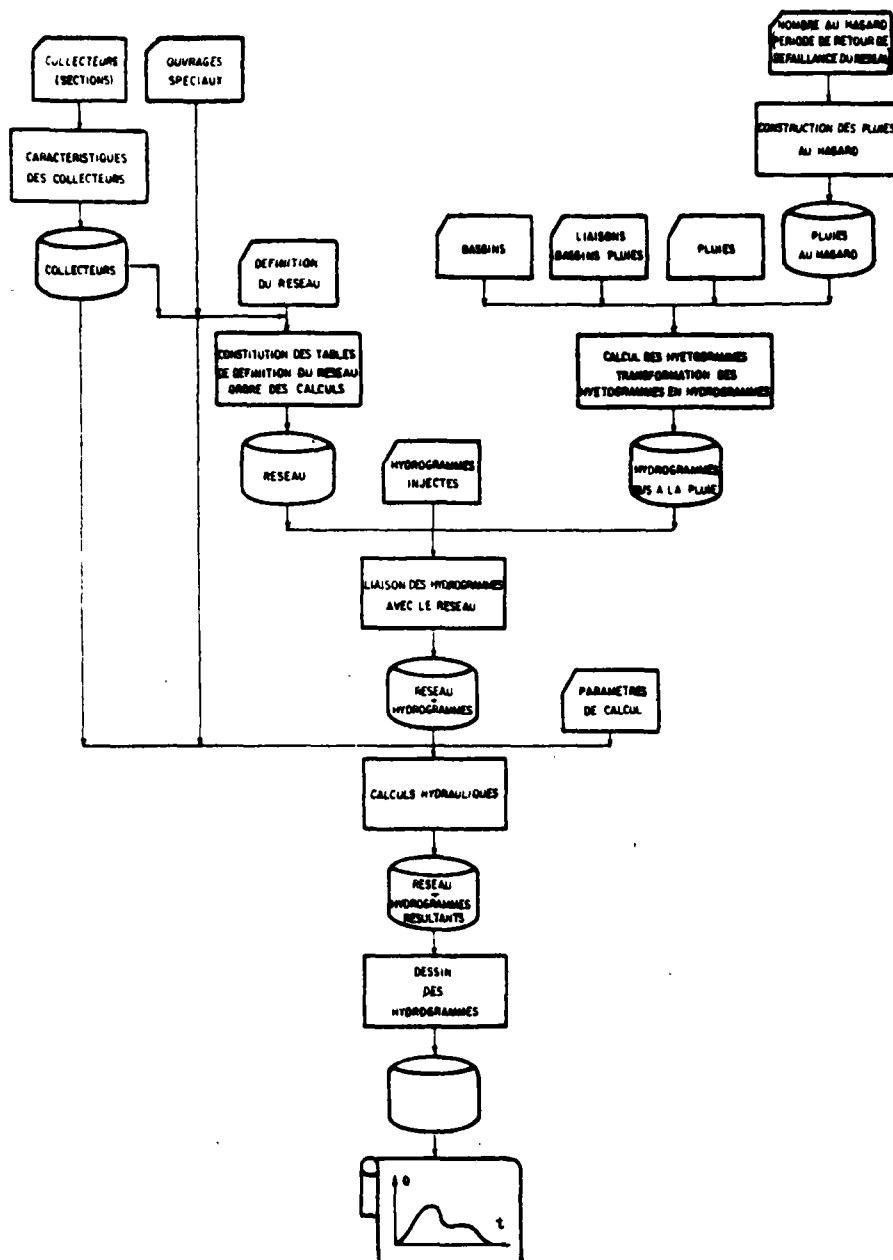 NOMBRE AU HASARD
PERIODE DE RETOUR DE
DEFAILLANCE DU RESEAU
COLLECTEURS
(SECTIONS)
OUVRAGES
SPECIAUX
CONSTRUCTION DES PLUIES
AU HASARD
CARACTERISTIQUES
DES COLLECTEURS
COLLECTEURS
DEFINITION
DU RESEAU
BASSINS
LIAISONS
BASSINS PLUIES
PLUIES
PLUIES
AU HASARD
CONSTITUTION DES TABLES
DE DEFINITION DU RESEAU
ORDRE DES CALCULS
CALCUL DES HYETOGRAMMES
TRANSFORMATION DES
HYETOGRAMMES EN HYDROGRAMMES
RESEAU
HYDROGRAMMES
INJECTES
HYDROGRAMMES
DUS A LA PLUIE
LIAISON DES HYDROGRAMMES
AVEC LE RESEAU
RESEAU
+
HYDROGRAMMES
PARAMETRES
DE CALCUL
CALCULS HYDRAULIQUES
RESEAU
+
HYDROGRAMMES
RESULTANTS
DESSIN
DES
HYDROGRAMMES
Q
t